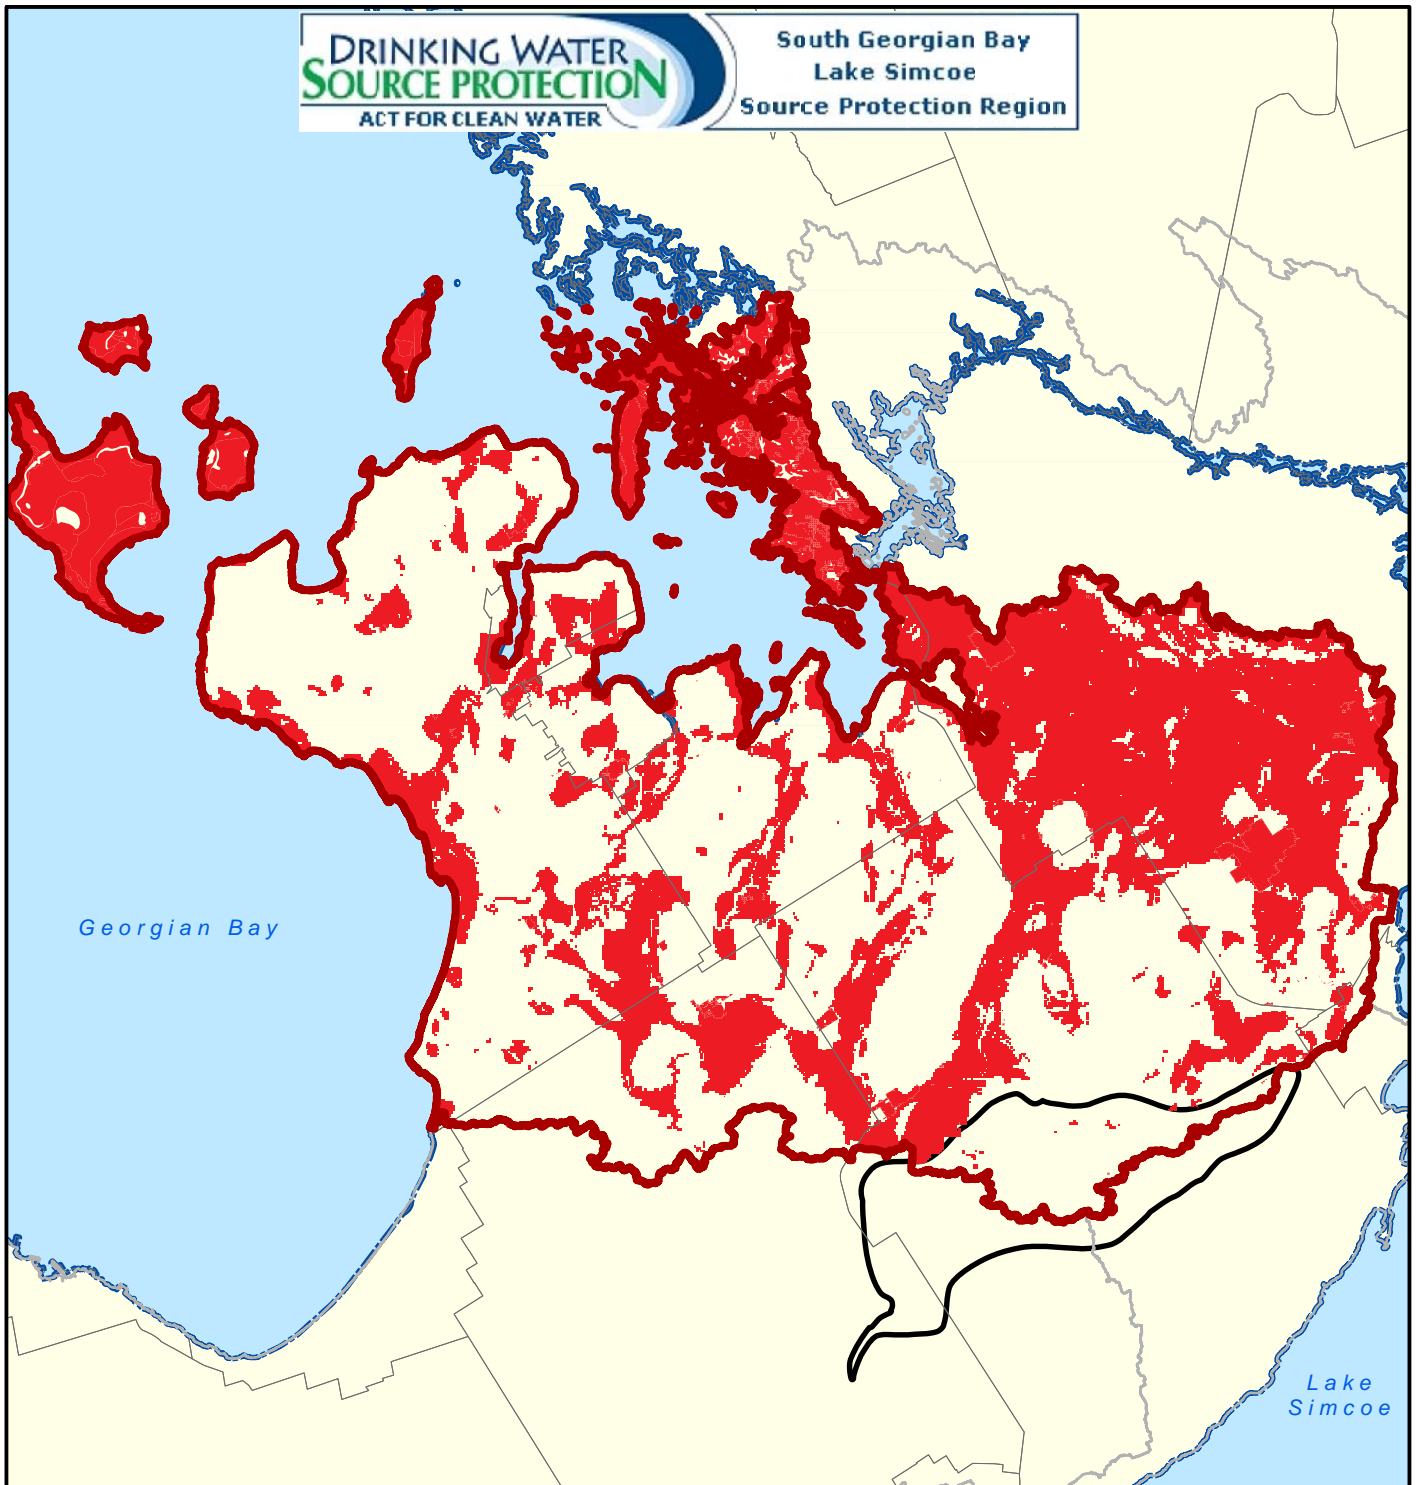 DRINKING WATER
SOURCE PROTECTION
ACT FOR CLEAN WATER
South Georgian Bay
Lake Simcoe
Source Protection Region
Georgian Bay
Lake
Simcoe